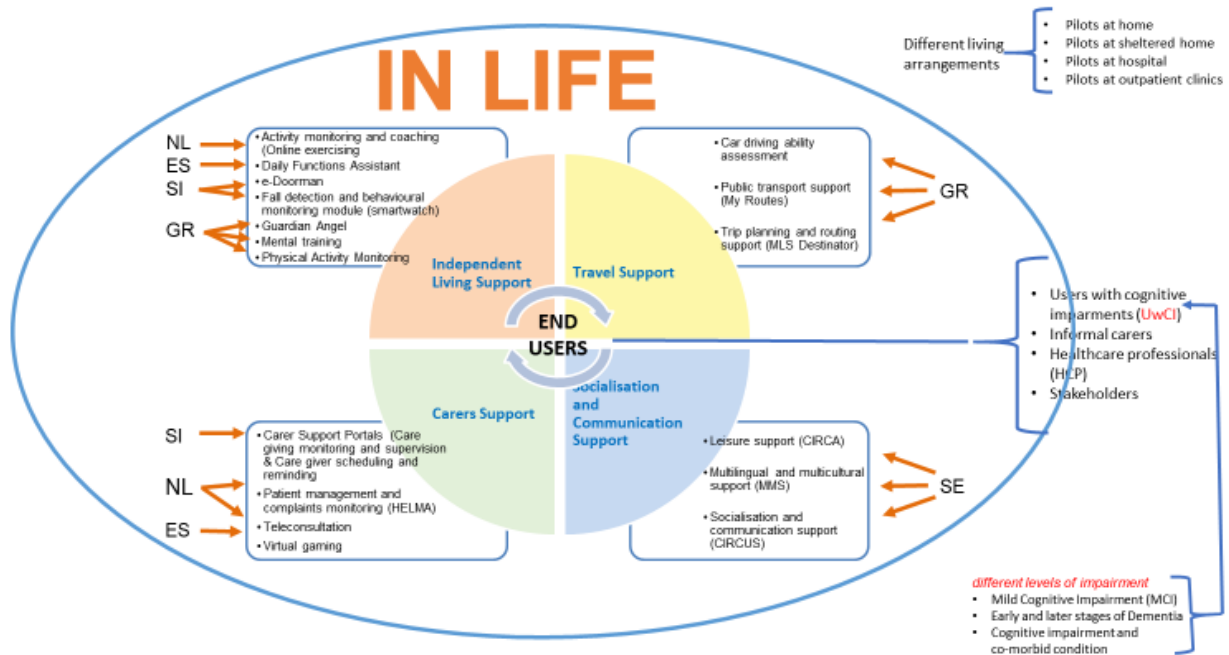 IN LIFE
Different living
arrangements
• Pilots at home
• Pilots at sheltered home
• Pilots at hospital
• Pilots at outpatient clinics
NL
ES
SI
GR
• Activity monitoring and coaching
(Online exercising
• Daily Functions Assistant
• e-Doorman
• Fall detection and behavioural
monitoring module (smartwatch)
• Guardian Angel
• Mental training
• Physical Activity Monitoring
Independent
Living Support
• Car driving ability
assessment
• Public transport support
(My Routes)
• Trip planning and routing
support (MLS Destinator)
GR
Travel Support
END
USERS
• Users with cognitive
imparments (UwCI)
• Informal carers
• Healthcare professionals
(HCP)
• Stakeholders
Carers Support
SI
NL
ES
• Carer Support Portals (Care
giving monitoring and supervision
& Care giver scheduling and
reminding
• Patient management and
complaints monitoring (HELMA)
• Teleconsultation
• Virtual gaming
Socialisation
and
Communication
Support
• Leisure support (CIRCA)
• Multilingual and multicultural
support (MMS)
• Socialisation and
communication support
(CIRCUS)
SE
different levels of impairment
• Mild Cognitive Impairment (MCI)
• Early and later stages of Dementia
• Cognitive impairment and
co-morbid condition